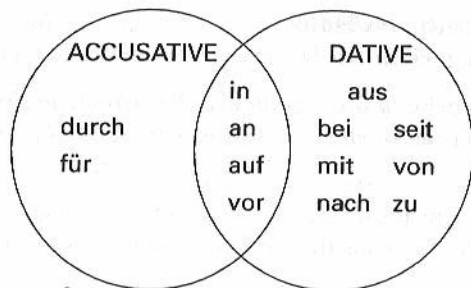 ACCUSATIVE DATIVE
in aus
durch an bei seit
für auf mit von
vor nach zu